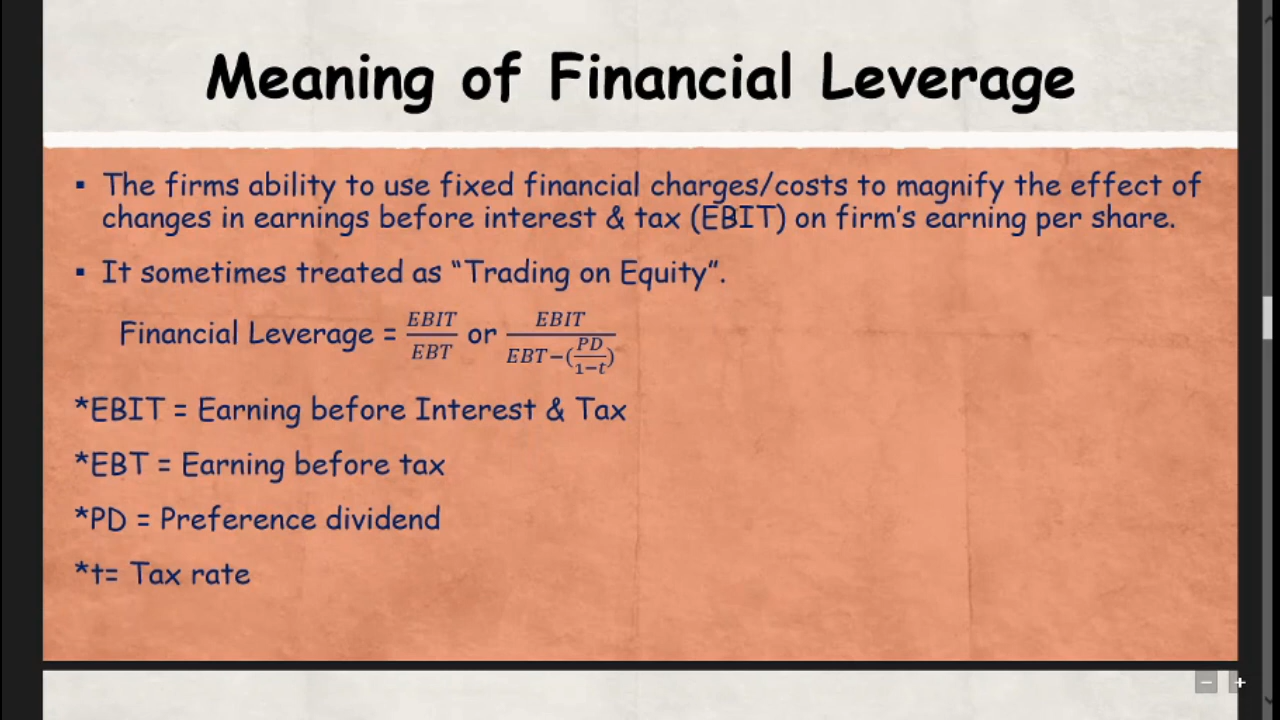 Meaning of Financial Leverage
▪ The firms ability to use fixed financial charges/costs to magnify the effect of
changes in earnings before interest & tax (EBIT) on firm's earning per share.
▪ It sometimes treated as “Trading on Equity”.
Financial Leverage = EBIT/EBT or EBIT/(EBT−(PD/(1−t)))
*EBIT = Earning before Interest & Tax
*EBT = Earning before tax
*PD = Preference dividend
*t= Tax rate